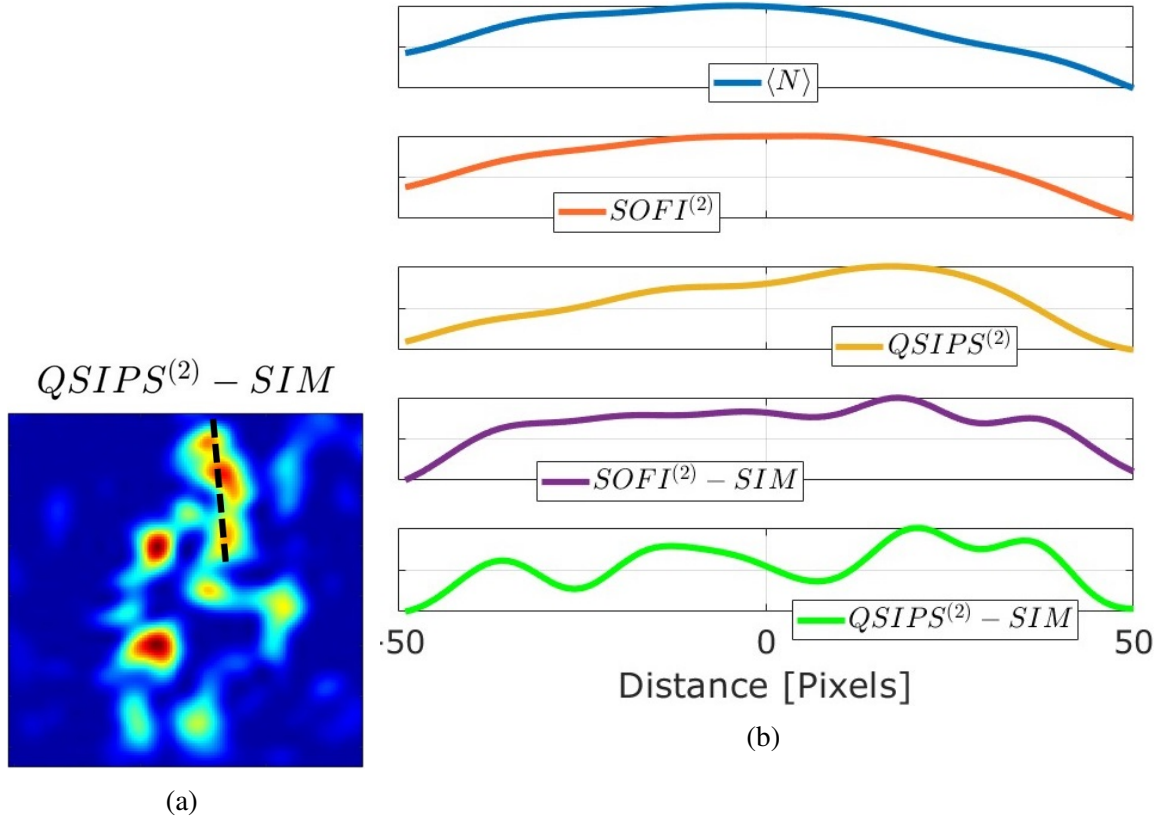 ⟨N⟩
SOFI⁽²⁾
QSIPS⁽²⁾
QSIPS⁽²⁾ − SIM
SOFI⁽²⁾ − SIM
QSIPS⁽²⁾ − SIM
-50 0 50
Distance [Pixels]
(b)
(a)